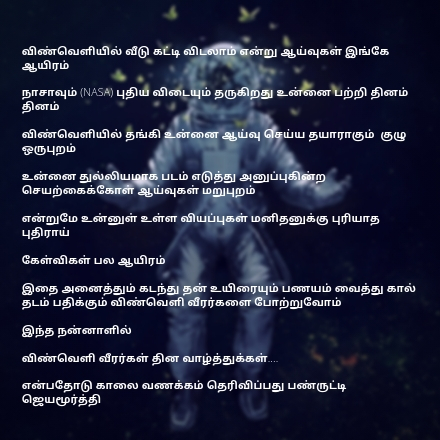 விண்வெளியில் வீடு கட்டி விடலாம் என்று ஆய்வுகள் இங்கே
ஆயிரம்
நாசாவும் (NASA) புதிய விடையும் தருகிறது உன்னை பற்றி தினம்
தினம்
விண்வெளியில் தங்கி உன்னை ஆய்வு செய்ய தயாராகும் குழு
ஒருபுறம்
உன்னை துல்லியமாக படம் எடுத்து அனுப்புகின்ற
செயற்கைக்கோள் ஆய்வுகள் மறுபுறம்
என்றுமே உன்னுள் உள்ள வியப்புகள் மனிதனுக்கு புரியாத
புதிராய்
கேள்விகள் பல ஆயிரம்
இதை அனைத்தும் கடந்து தன் உயிரையும் பணயம் வைத்து கால்
தடம் பதிக்கும் விண்வெளி வீரர்களை போற்றுவோம்
இந்த நன்னாளில்
விண்வெளி வீரர்கள் தின வாழ்த்துக்கள்....
என்பதோடு காலை வணக்கம் தெரிவிப்பது பண்ருட்டி
ஜெயமூர்த்தி